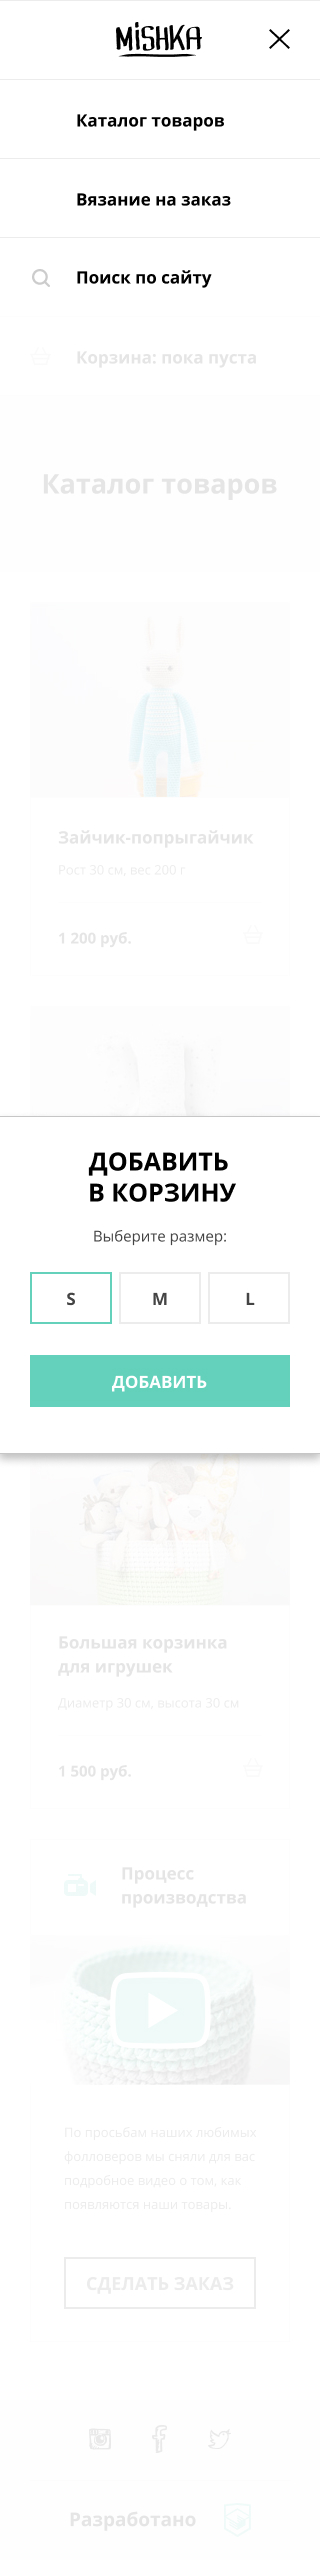 MiSHKA
Каталог товаров
Вязание на заказ
Поиск по сайту
Корзина: пока пуста
Каталог товаров
Зайчик-попрыгайчик
Рост 30 см, вес 200 г
1 200 руб.
ДОБАВИТЬ
В КОРЗИНУ
Выберите размер:
S M L
ДОБАВИТЬ
Большая корзинка
для игрушек
Диаметр 30 см, высота 30 см
1 500 руб.
Процесс
производства
По просьбам наших любимых
фолловеров мы сняли для вас
подробное видео о том, как
появляются наши товары.
СДЕЛАТЬ ЗАКАЗ
Разработано